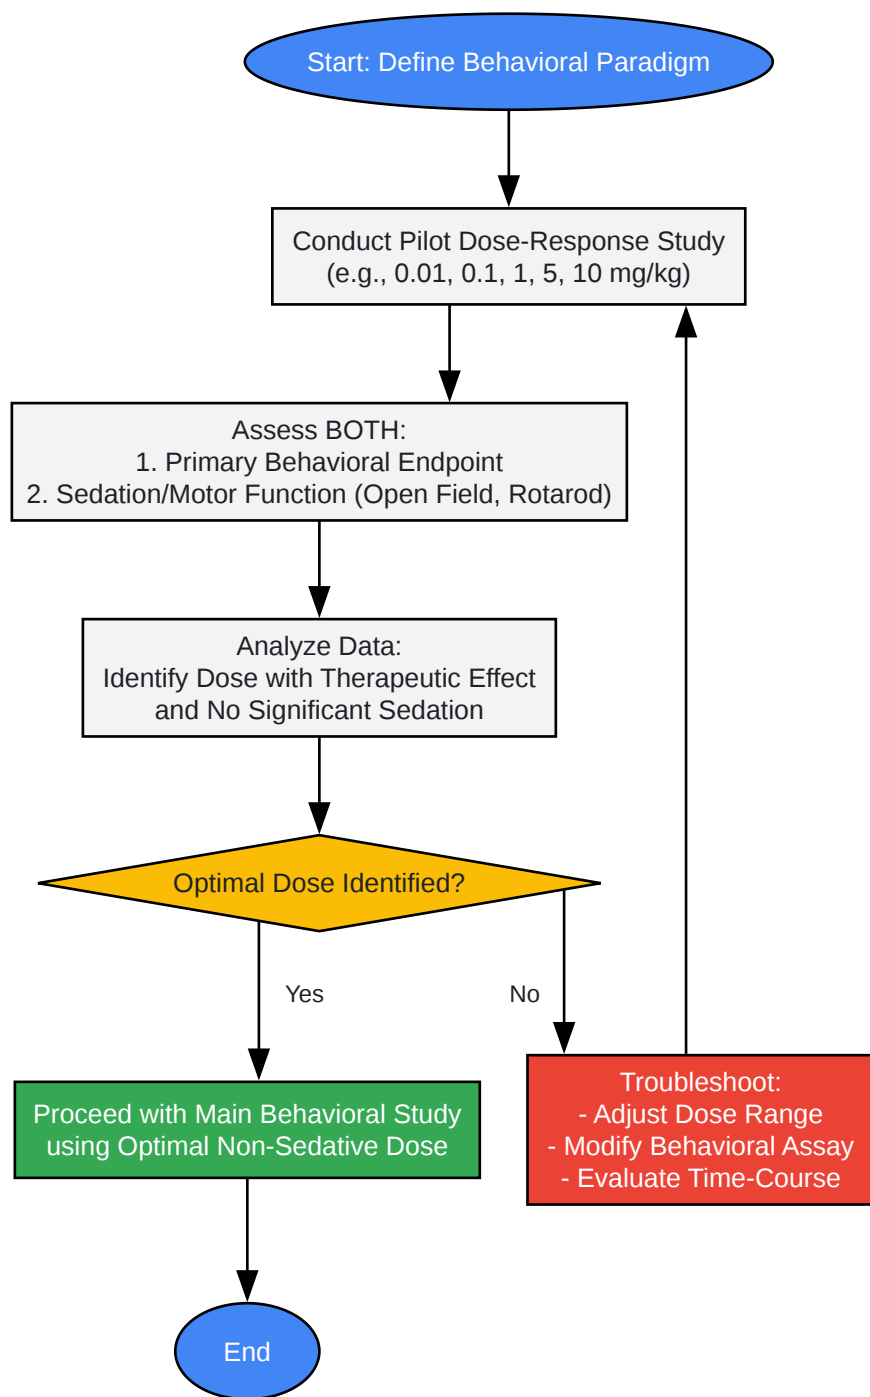 Start: Define Behavioral Paradigm
Conduct Pilot Dose-Response Study
(e.g., 0.01, 0.1, 1, 5, 10 mg/kg)
Assess BOTH:
1. Primary Behavioral Endpoint
2. Sedation/Motor Function (Open Field, Rotarod)
Analyze Data:
Identify Dose with Therapeutic Effect
and No Significant Sedation
Optimal Dose Identified?
Yes
No
Proceed with Main Behavioral Study
using Optimal Non-Sedative Dose
Troubleshoot:
- Adjust Dose Range
- Modify Behavioral Assay
- Evaluate Time-Course
End